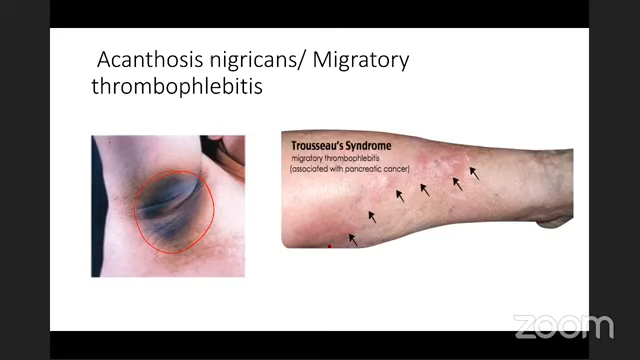 Acanthosis nigricans/ Migratory
thrombophlebitis
Trousseau's Syndrome
migratory thrombophlebitis
(associated with pancreatic cancer)
zoom